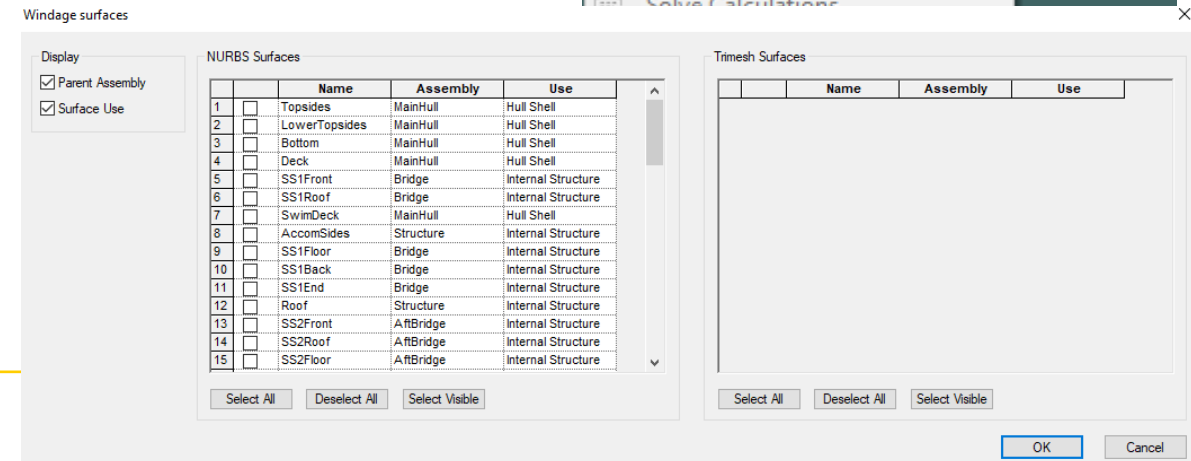 Solve Calculations
Windage surfaces
Display
Parent Assembly
Surface Use
NURBS Surfaces
Name Assembly Use
1 Topsides MainHull Hull Shell
2 LowerTopsides MainHull Hull Shell
3 Bottom MainHull Hull Shell
4 Deck MainHull Hull Shell
5 SS1Front Bridge Internal Structure
6 SS1Roof Bridge Internal Structure
7 SwimDeck MainHull Hull Shell
8 AccomSides Structure Internal Structure
9 SS1Floor Bridge Internal Structure
10 SS1Back Bridge Internal Structure
11 SS1End Bridge Internal Structure
12 Roof Structure Internal Structure
13 SS2Front AftBridge Internal Structure
14 SS2Roof AftBridge Internal Structure
15 SS2Floor AftBridge Internal Structure
Select All Deselect All Select Visible
Trimesh Surfaces
Name Assembly Use
Select All Deselect All Select Visible
OK Cancel